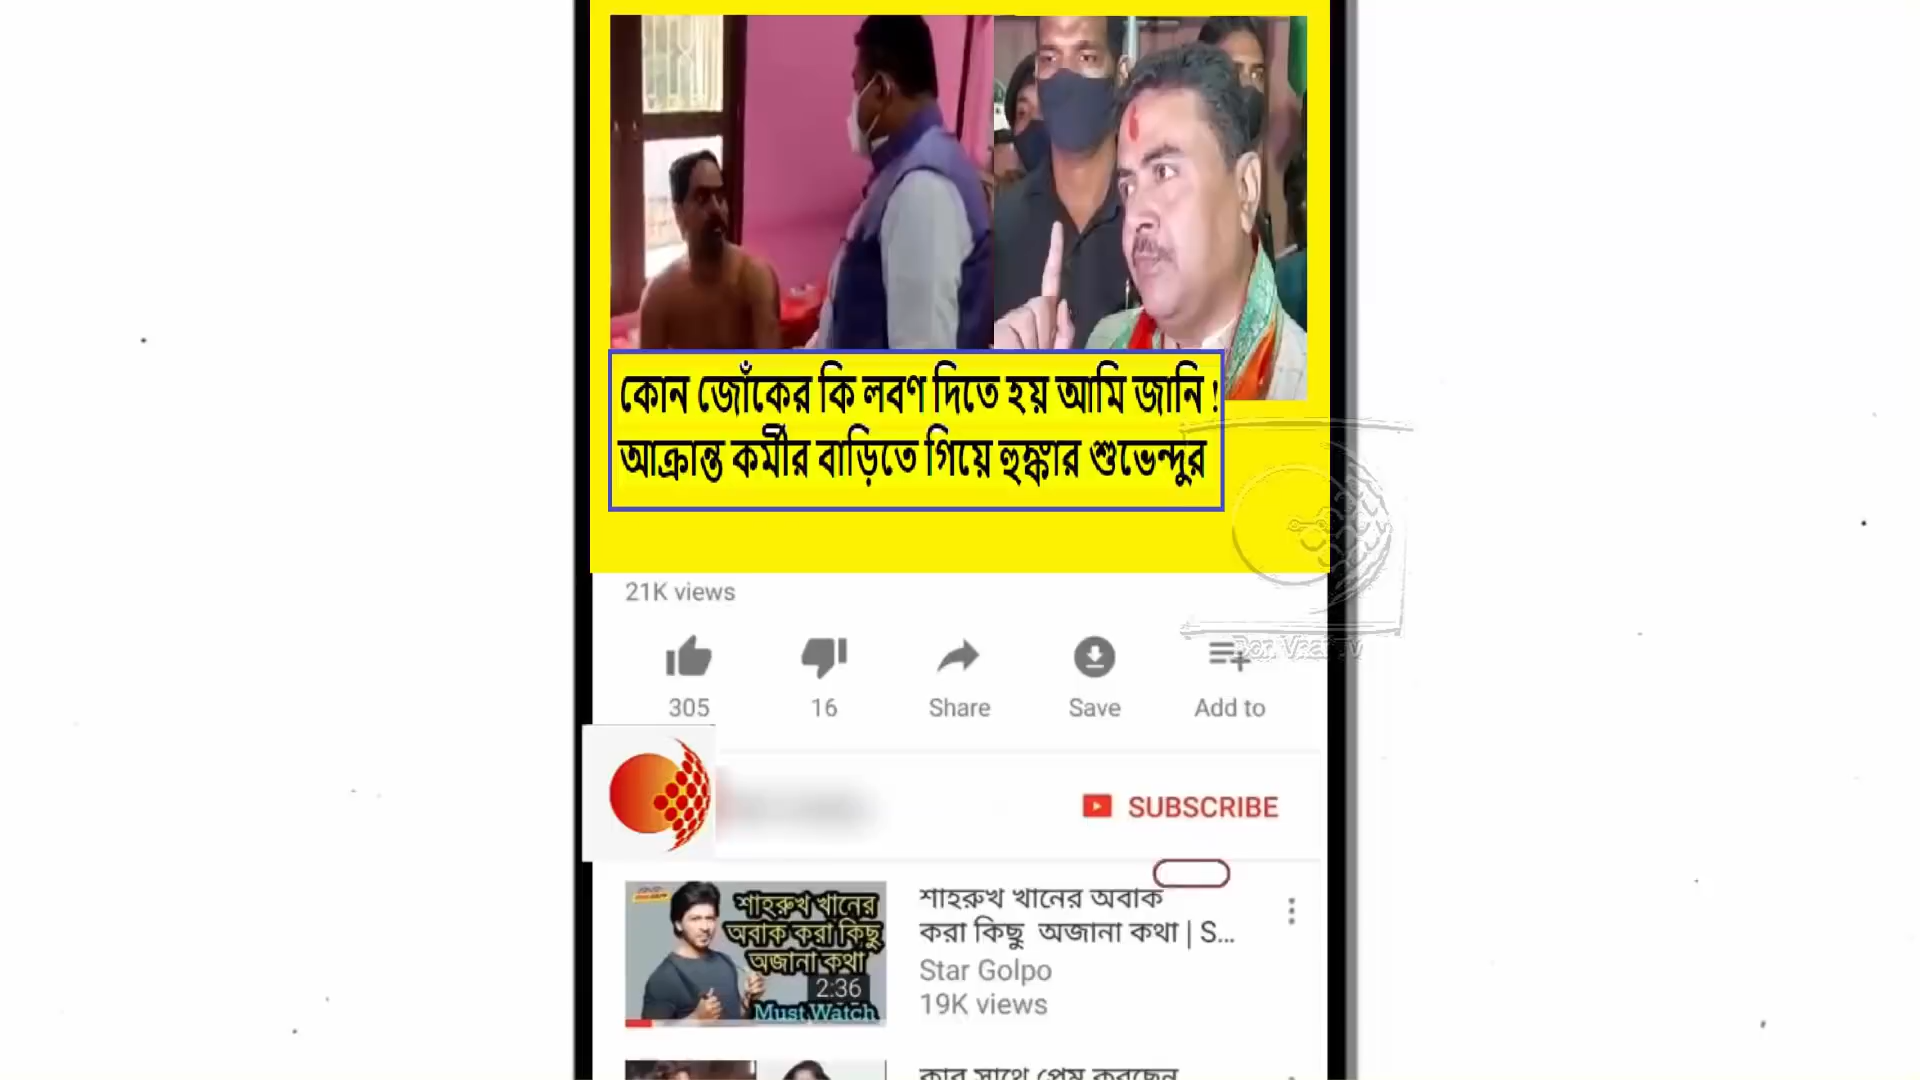 কোন জোঁকের কি লবণ দিতে হয় আমি জানি !
আক্রান্ত কর্মীর বাড়িতে গিয়ে হুঙ্কার শুভেন্দুর
21K views
305
16
Share
Save
Add to
SUBSCRIBE
শাহরুখ খানের
অবাক করা কিছু
অজানা কথা
2:36
Must Watch
শাহরুখ খানের অবাক
করা কিছু অজানা কথা | S...
Star Golpo
19K views
কার সাথে প্রেম করছেন